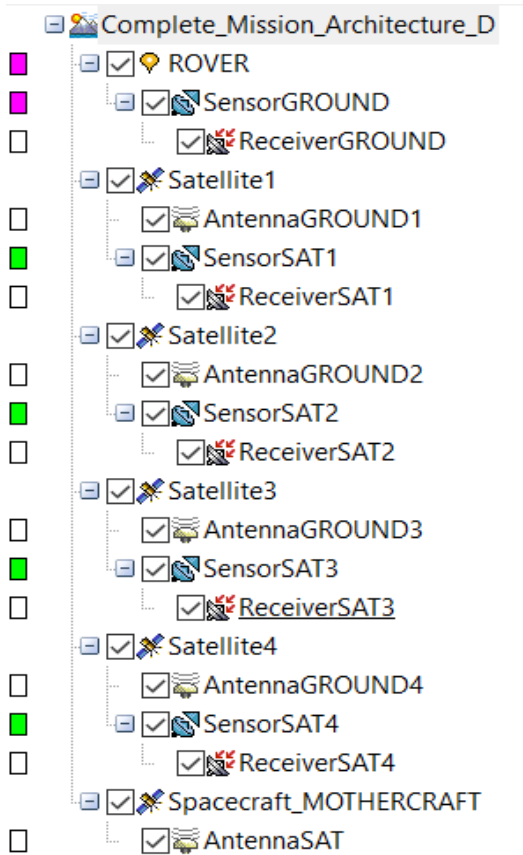 Complete_Mission_Architecture_D
ROVER
SensorGROUND
ReceiverGROUND
Satellite1
AntennaGROUND1
SensorSAT1
ReceiverSAT1
Satellite2
AntennaGROUND2
SensorSAT2
ReceiverSAT2
Satellite3
AntennaGROUND3
SensorSAT3
ReceiverSAT3
Satellite4
AntennaGROUND4
SensorSAT4
ReceiverSAT4
Spacecraft_MOTHERCRAFT
AntennaSAT